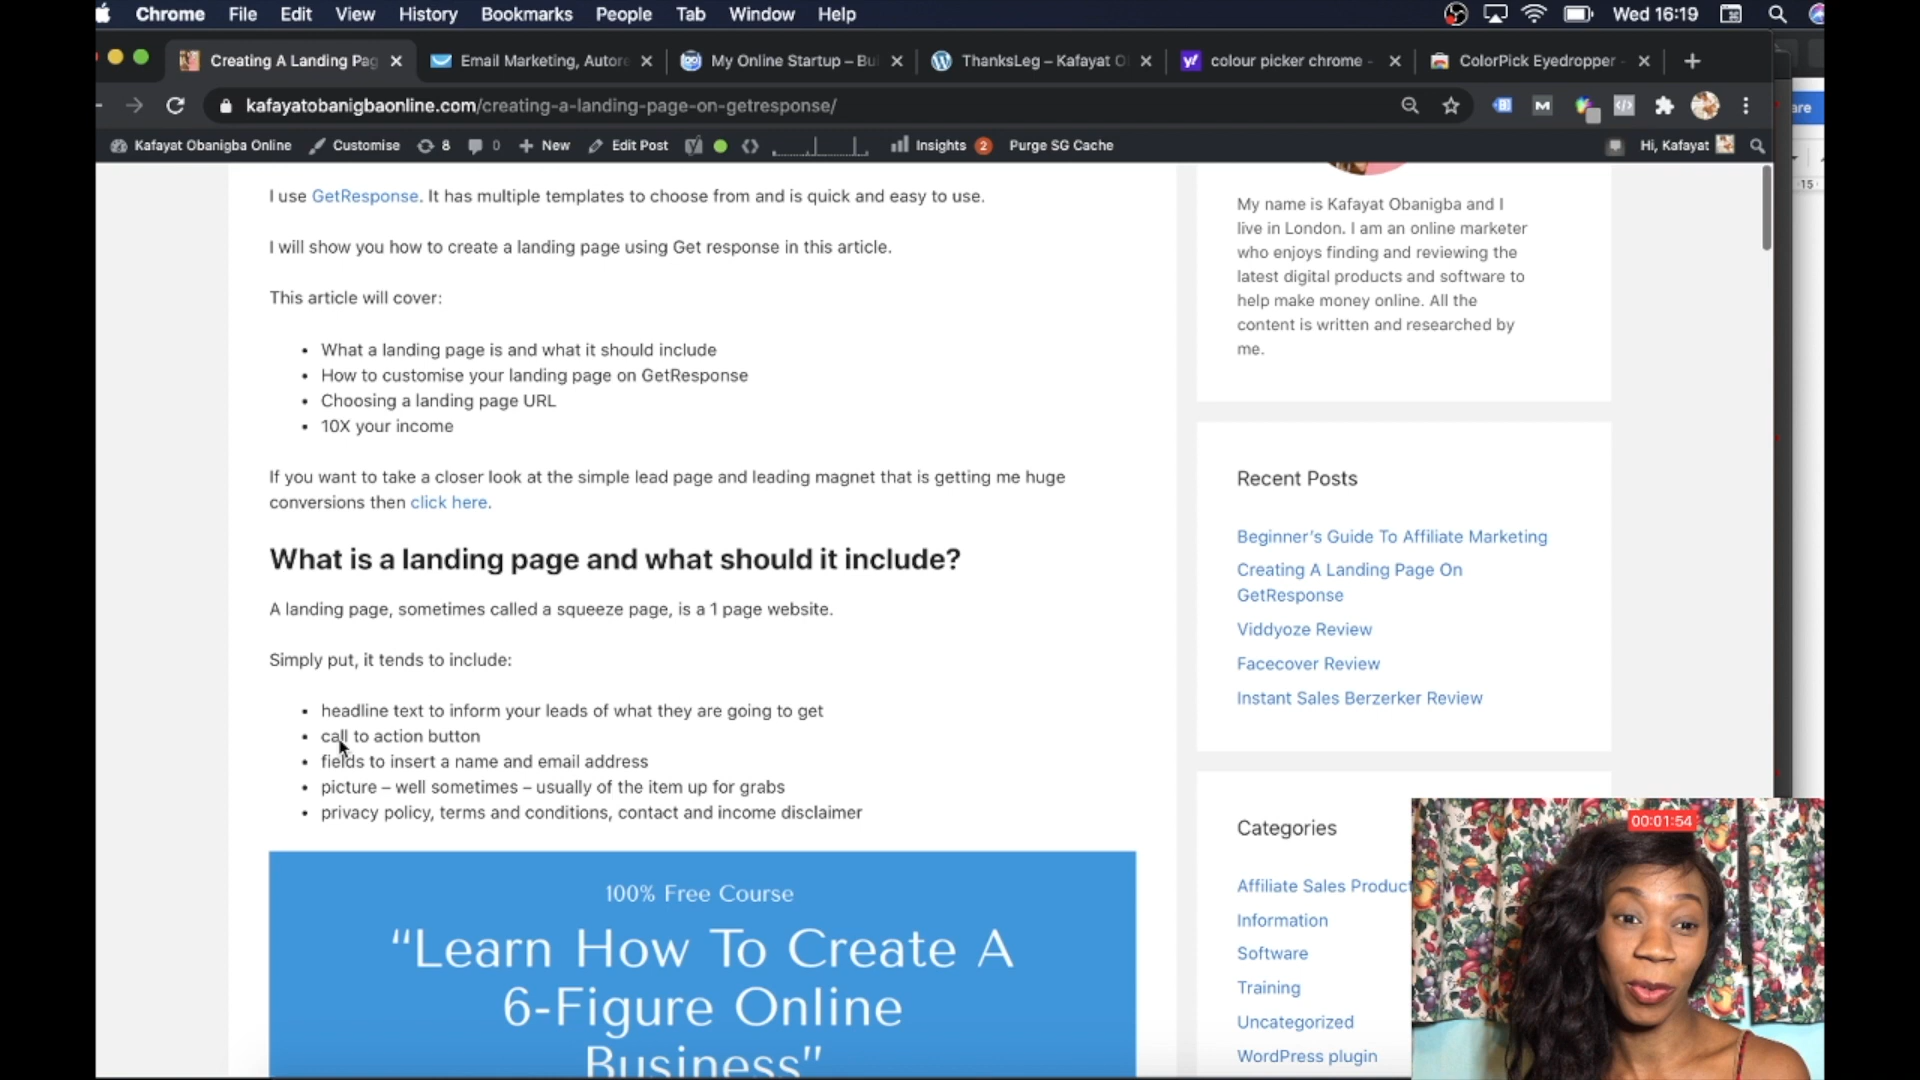 Chrome File Edit View History Bookmarks People Tab Window Help
Wed 16:19
Creating A Landing Pag
Email Marketing, Autore
My Online Startup – Bui
ThanksLeg – Kafayat O
colour picker chrome -
ColorPick Eyedropper -
kafayatobanigbaonline.com/creating-a-landing-page-on-getresponse/
are
Kafayat Obanigba Online Customise 8 0 New Edit Post Insights 2 Purge SG Cache
Hi, Kafayat
15
I use GetResponse. It has multiple templates to choose from and is quick and easy to use.
I will show you how to create a landing page using Get response in this article.
This article will cover:
• What a landing page is and what it should include
• How to customise your landing page on GetResponse
• Choosing a landing page URL
• 10X your income
If you want to take a closer look at the simple lead page and leading magnet that is getting me huge
conversions then click here.
What is a landing page and what should it include?
A landing page, sometimes called a squeeze page, is a 1 page website.
Simply put, it tends to include:
• headline text to inform your leads of what they are going to get
• call to action button
• fields to insert a name and email address
• picture – well sometimes – usually of the item up for grabs
• privacy policy, terms and conditions, contact and income disclaimer
100% Free Course
“Learn How To Create A
6-Figure Online
Business”
My name is Kafayat Obanigba and I
live in London. I am an online marketer
who enjoys finding and reviewing the
latest digital products and software to
help make money online. All the
content is written and researched by
me.
Recent Posts
Beginner’s Guide To Affiliate Marketing
Creating A Landing Page On
GetResponse
Viddyoze Review
Facecover Review
Instant Sales Berzerker Review
Categories
Affiliate Sales Product
Information
Software
Training
Uncategorized
WordPress plugin
00:01:54